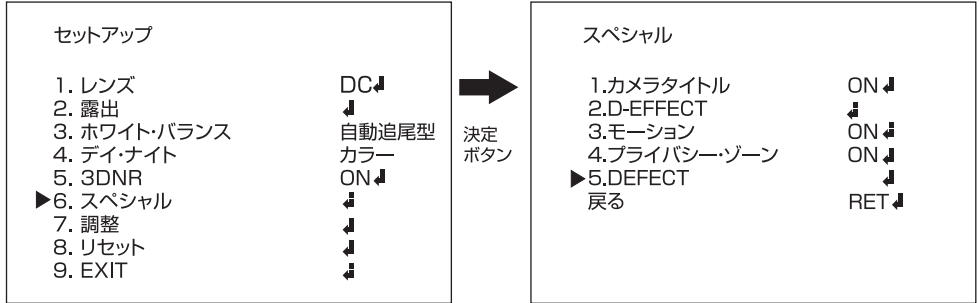 セットアップ
1. レンズ DC↲
2. 露出 ↲
3. ホワイト・バランス 自動追尾型
4. デイ・ナイト カラー
5. 3DNR ON↲
▶6. スペシャル ↲
7. 調整 ↲
8. リセット ↲
9. EXIT ↲
決定
ボタン
スペシャル
1.カメラタイトル ON↲
2.D-EFFECT ↲
3.モーション ON↲
4.プライバシー・ゾーン ON↲
▶5.DEFECT ↲
戻る RET↲